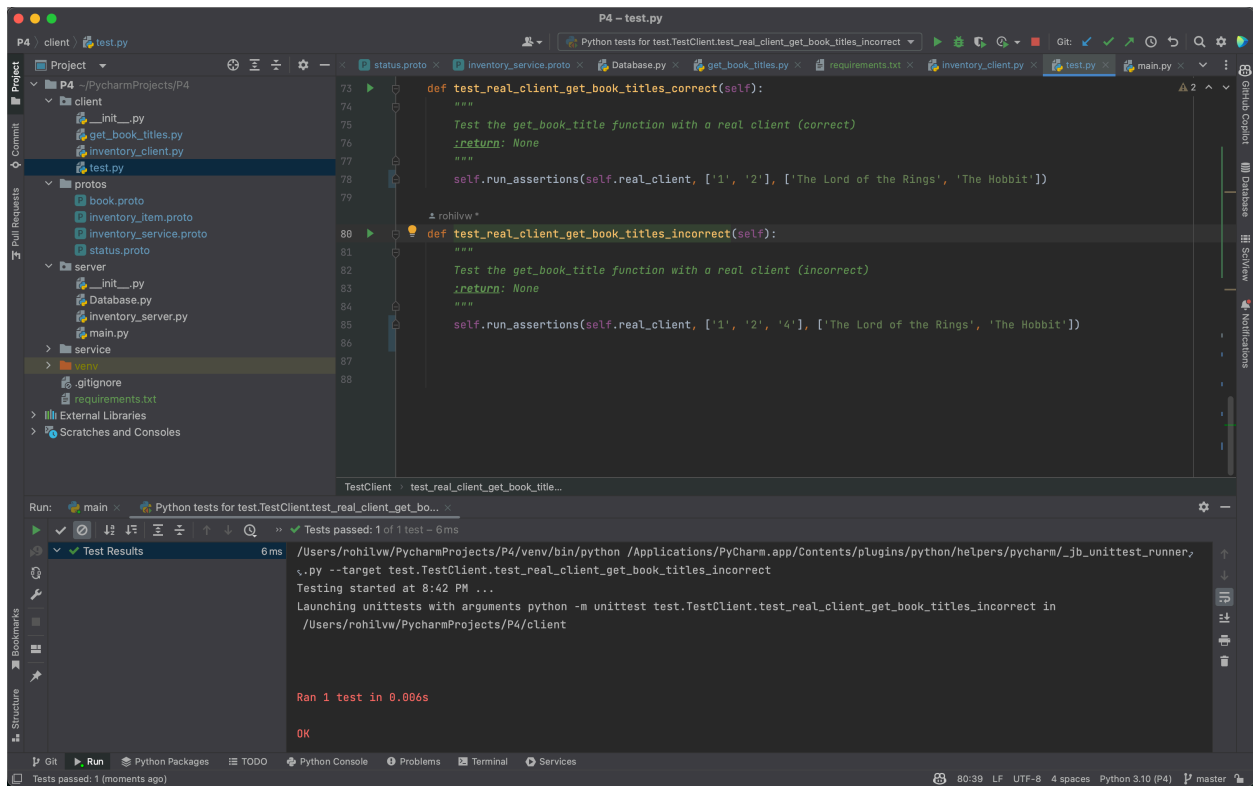 P4 – test.py
P4 client test.py
Python tests for test.TestClient.test_real_client_get_book_titles_incorrect
Git:
Project
status.proto
inventory_service.proto
Database.py
get_book_titles.py
requirements.txt
inventory_client.py
test.py
main.py
P4 ~/PycharmProjects/P4
client
__init__.py
get_book_titles.py
inventory_client.py
test.py
protos
book.proto
inventory_item.proto
inventory_service.proto
status.proto
server
__init__.py
Database.py
inventory_server.py
main.py
service
venv
.gitignore
requirements.txt
External Libraries
Scratches and Consoles
Project
Commit
Pull Requests
Bookmarks
Structure
2
73 def test_real_client_get_book_titles_correct(self):
74 """
75 Test the get_book_title function with a real client (correct)
76 :return: None
77 """
78 self.run_assertions(self.real_client, ['1', '2'], ['The Lord of the Rings', 'The Hobbit'])
79
rohilvw *
80 def test_real_client_get_book_titles_incorrect(self):
81 """
82 Test the get_book_title function with a real client (incorrect)
83 :return: None
84 """
85 self.run_assertions(self.real_client, ['1', '2', '4'], ['The Lord of the Rings', 'The Hobbit'])
86
87
88
TestClient test_real_client_get_book_title...
GitHub Copilot
Database
SciView
Notifications
Run: main Python tests for test.TestClient.test_real_client_get_bo...
Tests passed: 1 of 1 test – 6 ms
Test Results 6 ms
/Users/rohilvw/PycharmProjects/P4/venv/bin/python /Applications/PyCharm.app/Contents/plugins/python/helpers/pycharm/_jb_unittest_runner
.py --target test.TestClient.test_real_client_get_book_titles_incorrect
Testing started at 8:42 PM ...
Launching unittests with arguments python -m unittest test.TestClient.test_real_client_get_book_titles_incorrect in
/Users/rohilvw/PycharmProjects/P4/client
Ran 1 test in 0.006s
OK
Git Run Python Packages TODO Python Console Problems Terminal Services
Tests passed: 1 (moments ago)
80:39 LF UTF-8 4 spaces Python 3.10 (P4) master